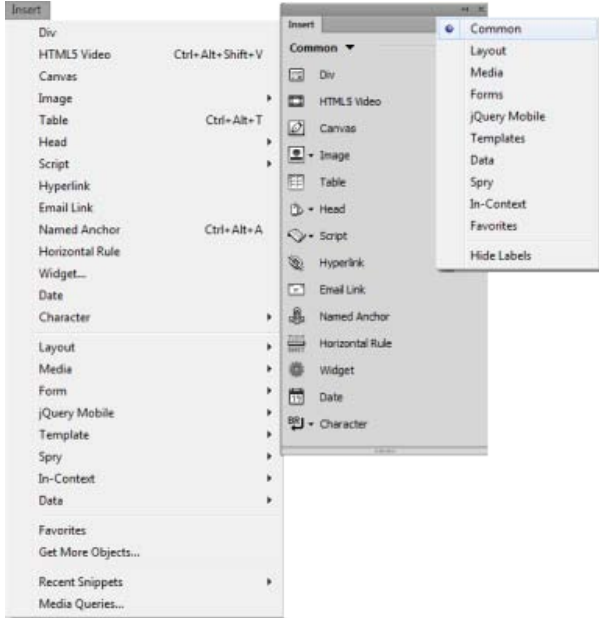 Insert
Div
HTML5 Video Ctrl+Alt+Shift+V
Canvas
Image
Table Ctrl+Alt+T
Head
Script
Hyperlink
Email Link
Named Anchor Ctrl+Alt+A
Horizontal Rule
Widget...
Date
Character
Layout
Media
Form
jQuery Mobile
Template
Spry
In-Context
Data
Favorites
Get More Objects...
Recent Snippets
Media Queries...
Insert
Common
Div
HTML5 Video
Canvas
Image
Table
Head
Script
Hyperlink
Email Link
Named Anchor
Horizontal Rule
Widget
19
Date
BR
Character
Common
Layout
Media
Forms
jQuery Mobile
Templates
Data
Spry
In-Context
Favorites
Hide Labels